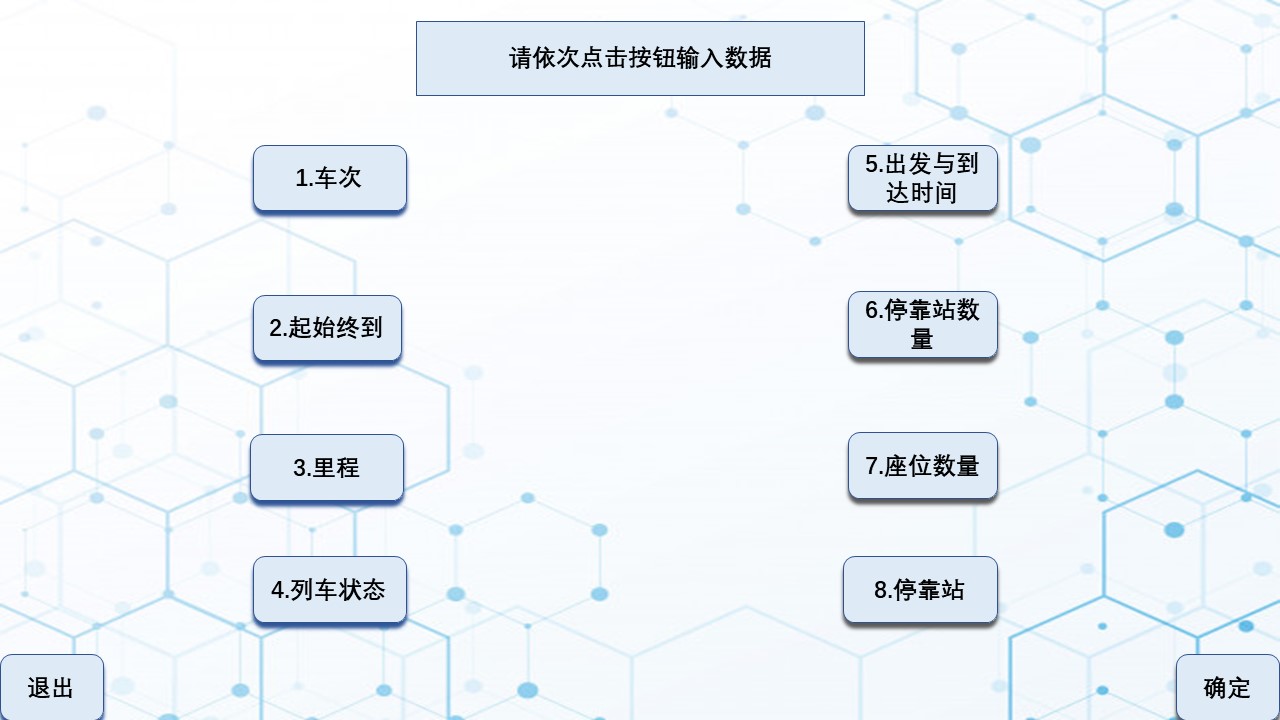 请依次点击按钮输入数据
1.车次
2.起始终到
3.里程
4.列车状态
5.出发与到
达时间
6.停靠站数
量
7.座位数量
8.停靠站
退出
确定